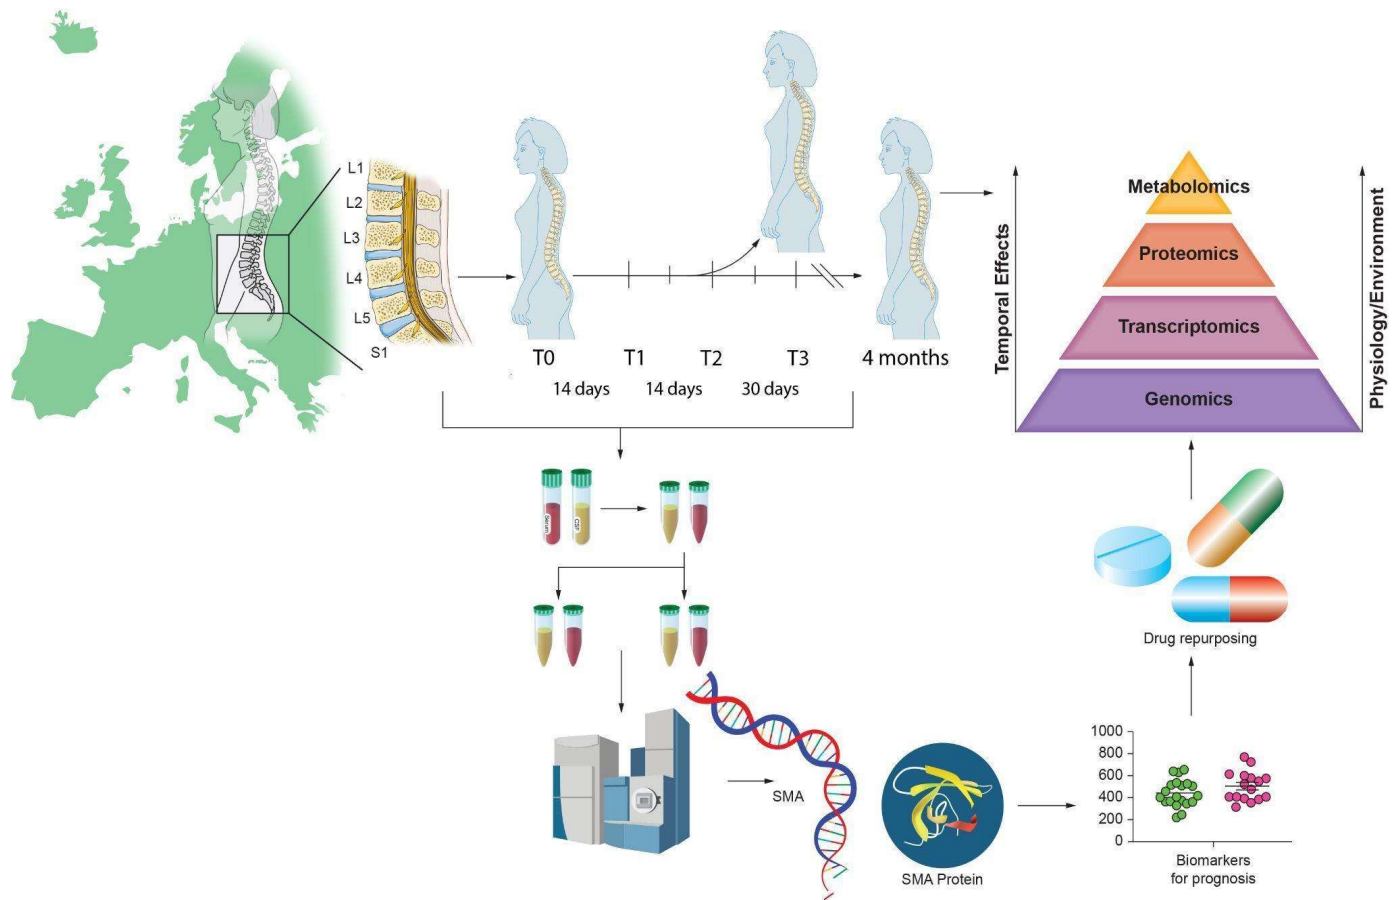 L1
L2
L3
L4
L5
S1
T0
T1
T2
T3
4 months
14 days
14 days
30 days
Temporal Effects
Metabolomics
Proteomics
Transcriptomics
Genomics
Physiology/Environment
Serum
CSF
Drug repurposing
SMA
SMA Protein
1000
800
600
400
200
0
Biomarkers
for prognosis